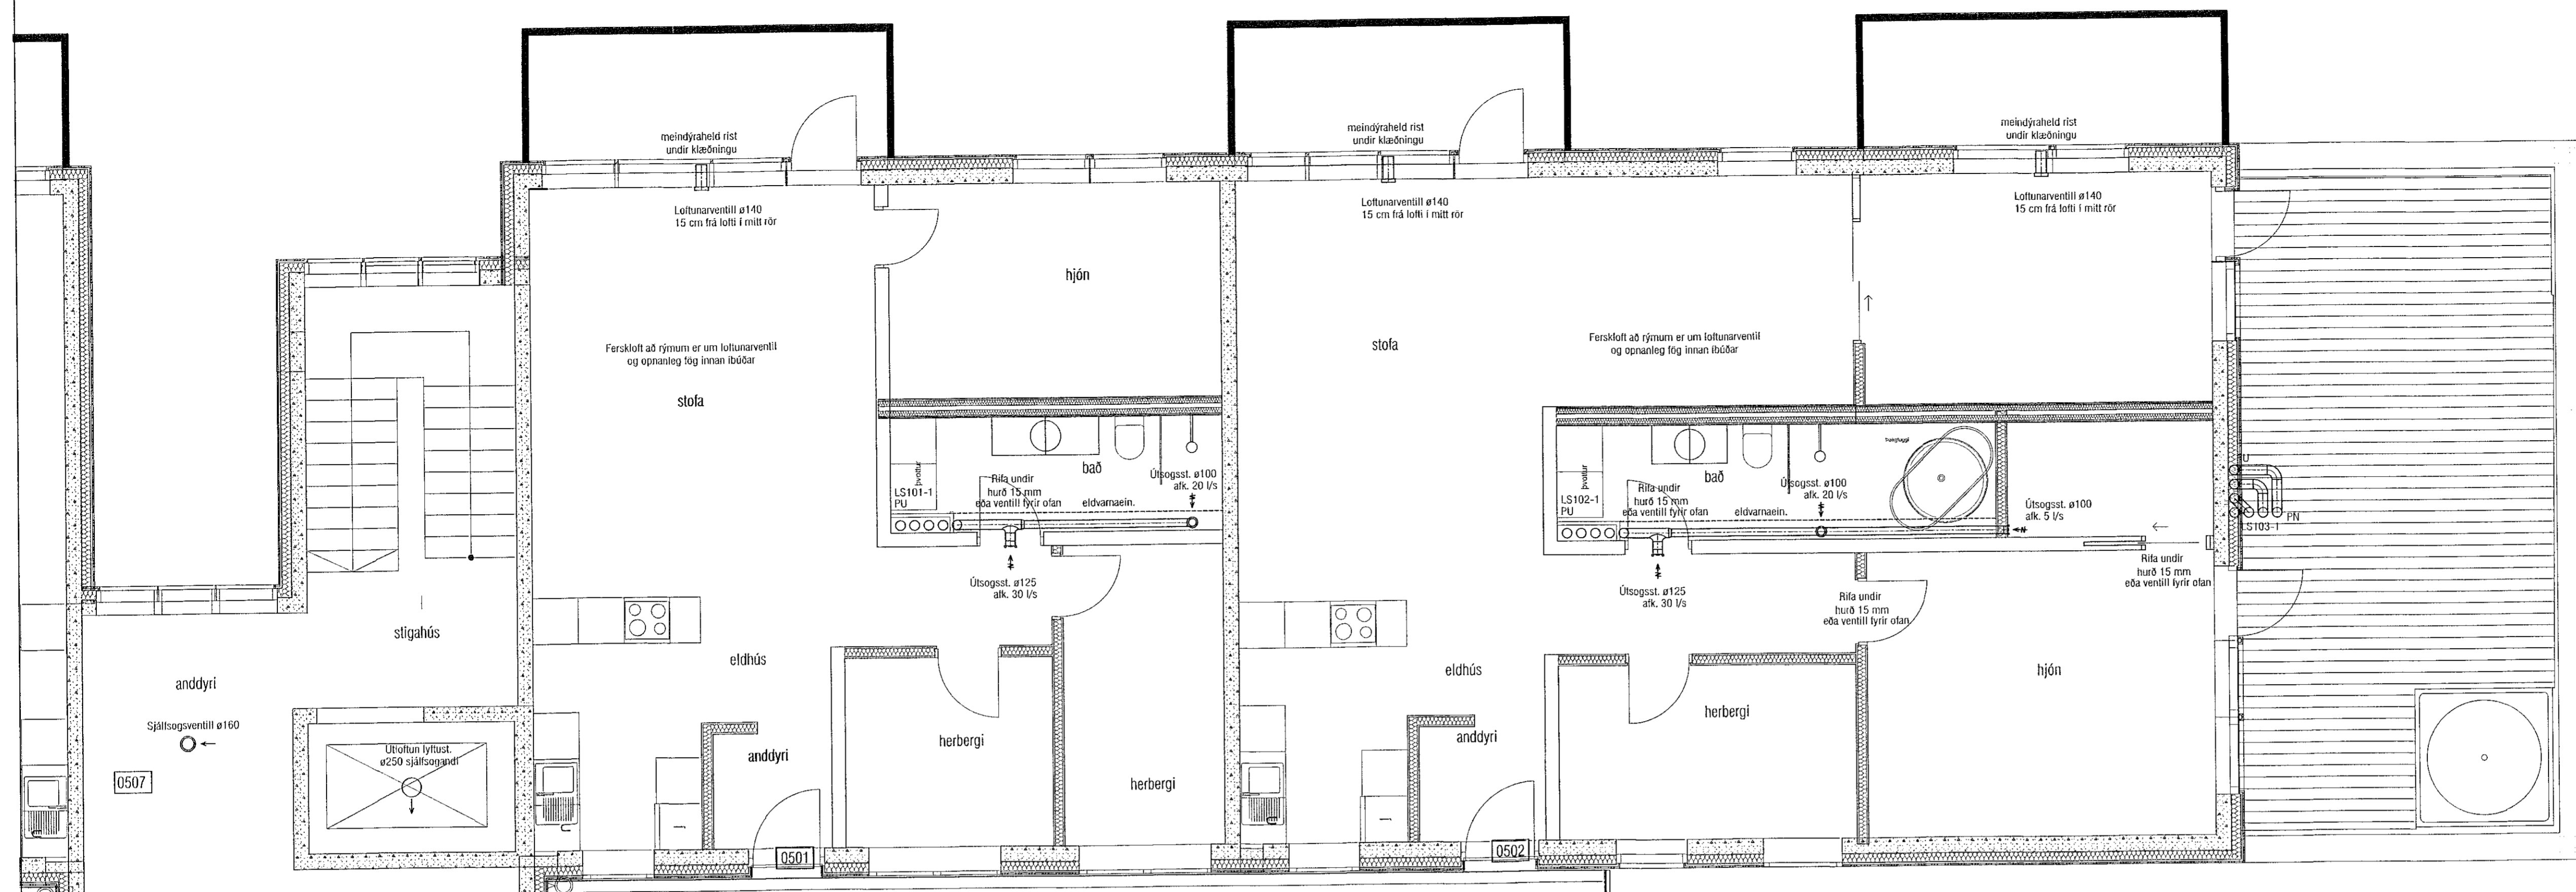 meindýraheld rist
undir klæðningu
meindýraheld rist
undir klæðningu
meindýraheld rist
undir klæðningu
Loftunarventill ø140
15 cm frá lofti í mitt rör
Loftunarventill ø140
15 cm frá lofti í mitt rör
Loftunarventill ø140
15 cm frá lofti í mitt rör
hjón
Ferskloft að rýmum er um loftunarventil
og opnanleg fög innan íbúðar
stofa
stofa
Ferskloft að rýmum er um loftunarventil
og opnanleg fög innan íbúðar
þvottur
LS101-1
PU
Rifa undir
hurð 15 mm
eða ventill fyrir ofan
bað
eldvarnaein.
Útsogsst. ø100
afk. 20 l/s
Útsogsst. ø125
afk. 30 l/s
þvottur
LS102-1
PU
Rifa undir
hurð 15 mm
eða ventill fyrir ofan
bað
eldvarnaein.
Útsogsst. ø100
afk. 20 l/s
Útsogsst. ø125
afk. 30 l/s
Útsogsst. ø100
afk. 5 l/s
PN
LS103-1
Rifa undir
hurð 15 mm
eða ventill fyrir ofan
Rifa undir
hurð 15 mm
eða ventill fyrir ofan
stigahús
anddyri
Sjálfsogsventill ø160
0507
Útloftun lyftust.
ø250 sjálfsogandi
eldhús
anddyri
herbergi
herbergi
0501
eldhús
anddyri
herbergi
hjón
0502